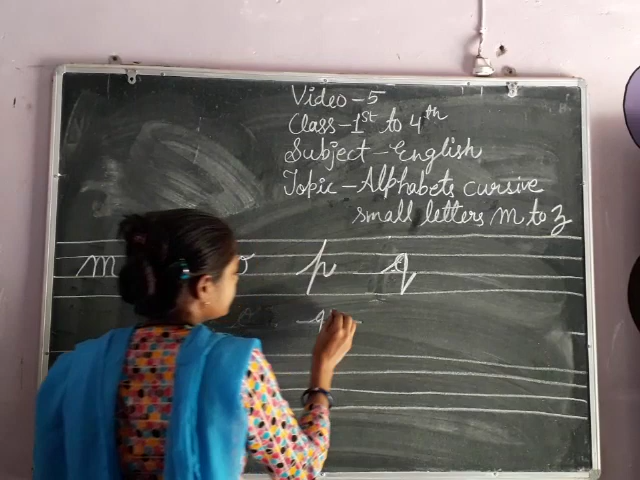 Video-5
Class-1st to 4th
Subject-English
Topic-Alphabets cursive
small letters m to z
m o p q